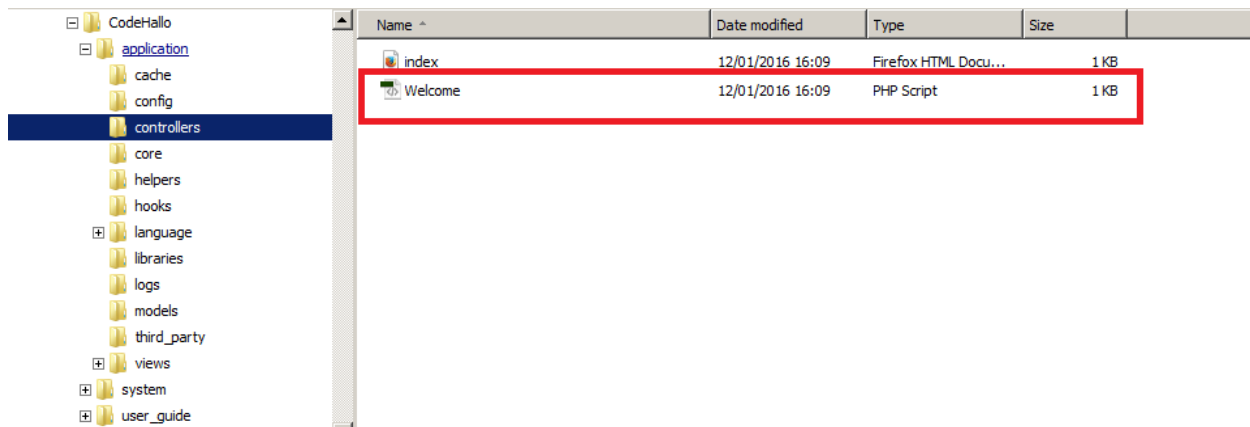 CodeHallo
application
cache
config
controllers
core
helpers
hooks
language
libraries
logs
models
third_party
views
system
user_guide
Name Date modified Type Size
index 12/01/2016 16:09 Firefox HTML Docu... 1 KB
Welcome 12/01/2016 16:09 PHP Script 1 KB